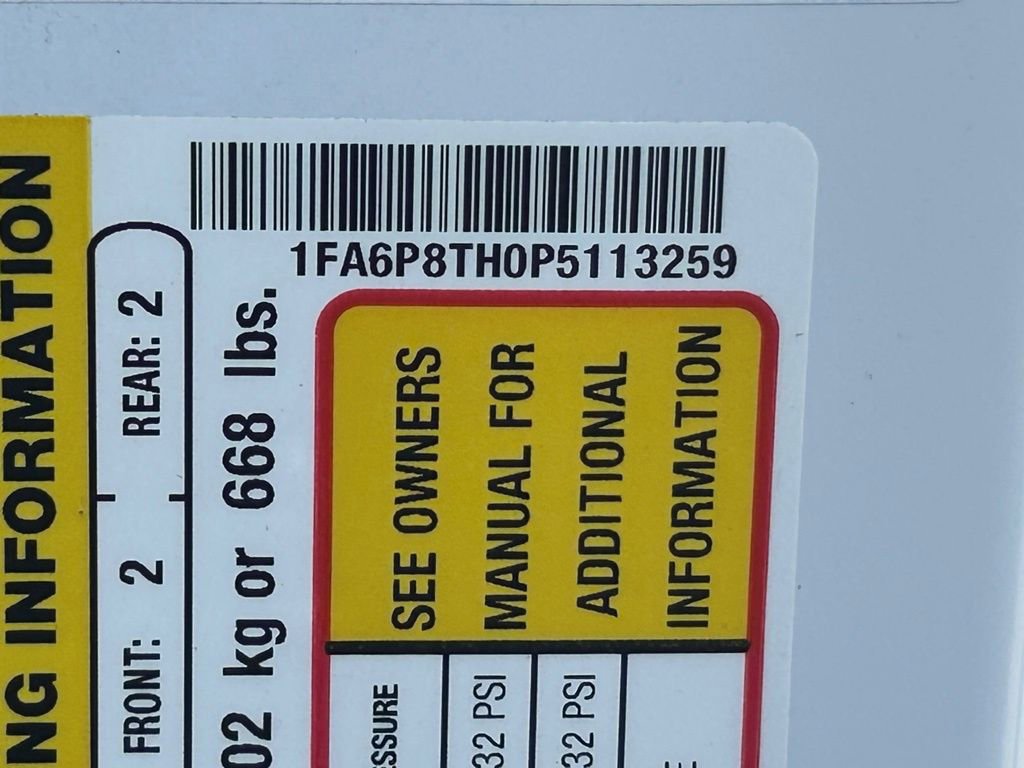 1FA6P8TH0P5113259
NG INFORMATION
FRONT: 2 REAR: 2
02 kg or 668 lbs.
SEE OWNERS
MANUAL FOR
ADDITIONAL
INFORMATION
SSURE
32 PSI
32 PSI